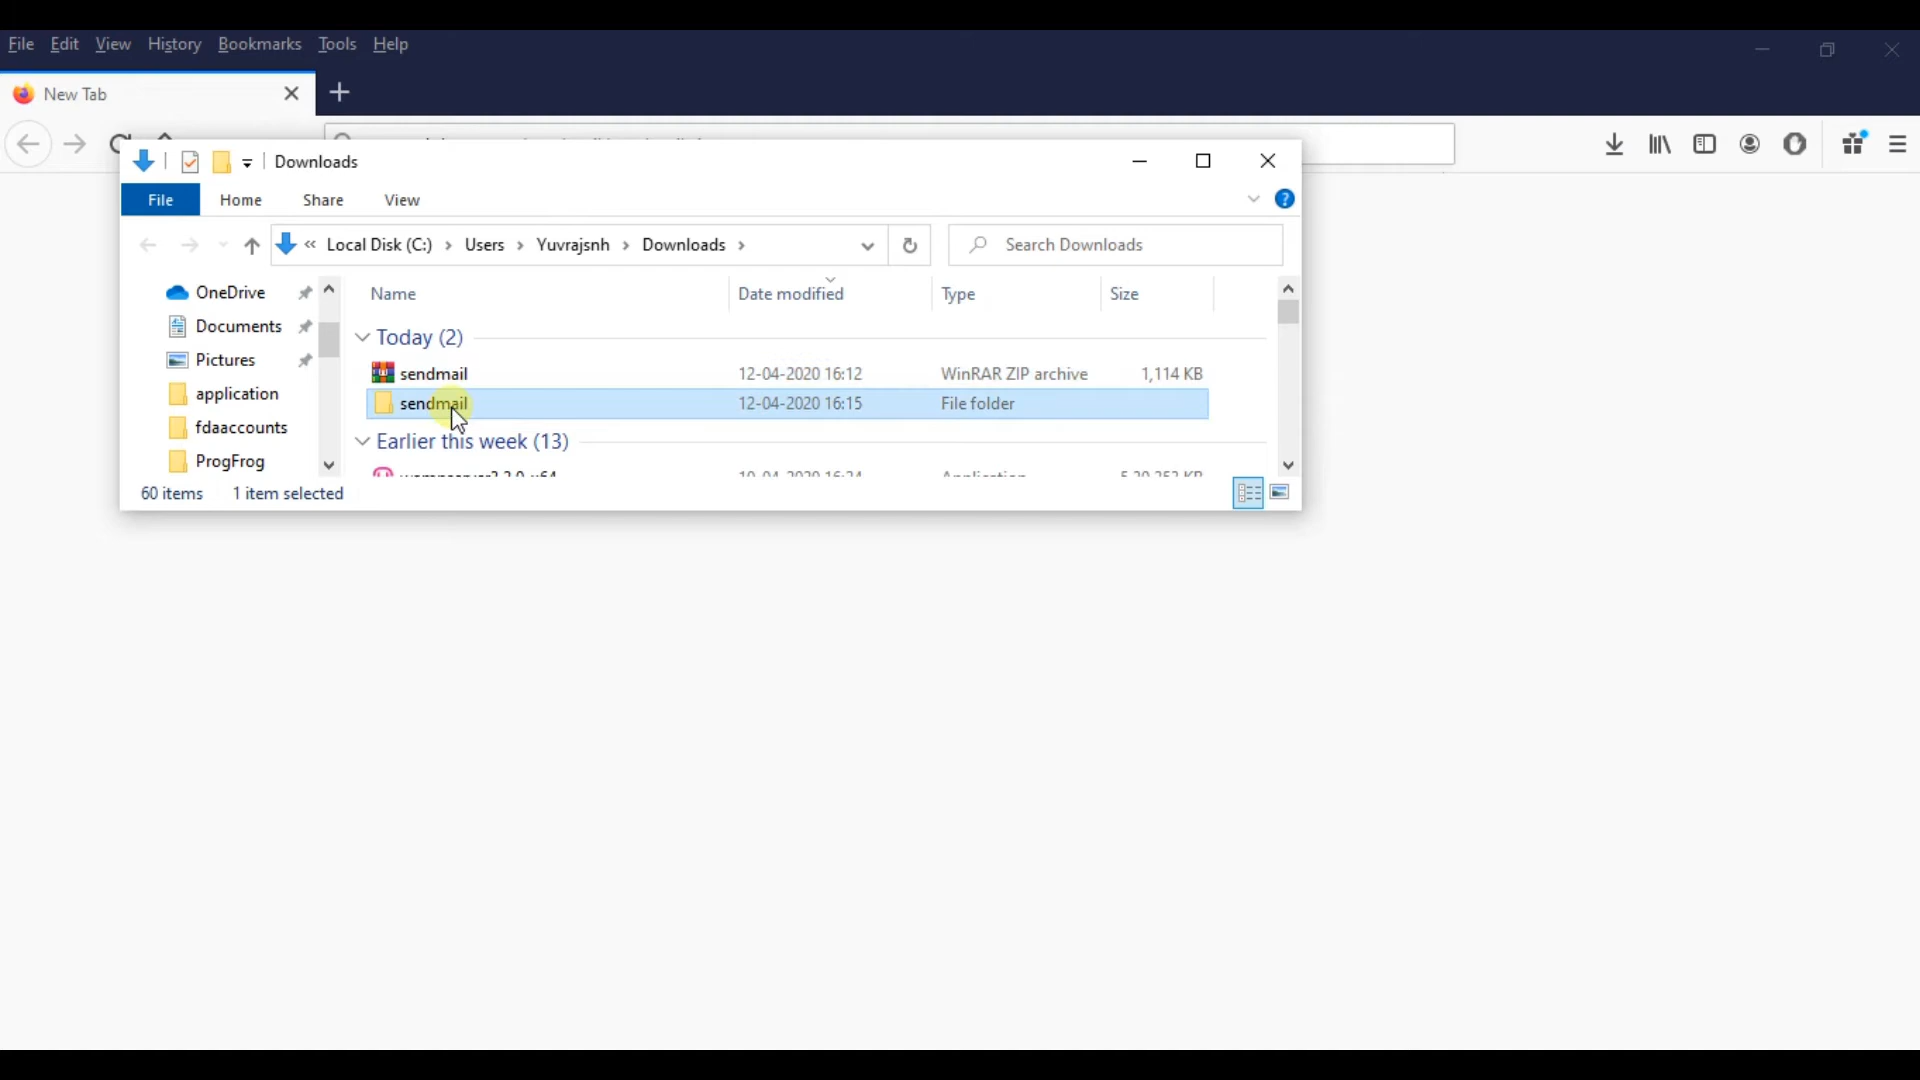 File Edit View History Bookmarks Tools Help
New Tab
Downloads
File Home Share View
« Local Disk (C:) › Users › Yuvrajsnh › Downloads ›
Search Downloads
OneDrive
Documents
Pictures
application
fdaaccounts
ProgFrog
Name Date modified Type Size
Today (2)
sendmail 12-04-2020 16:12 WinRAR ZIP archive 1,114 KB
sendmail 12-04-2020 16:15 File folder
Earlier this week (13)
60 items 1 item selected